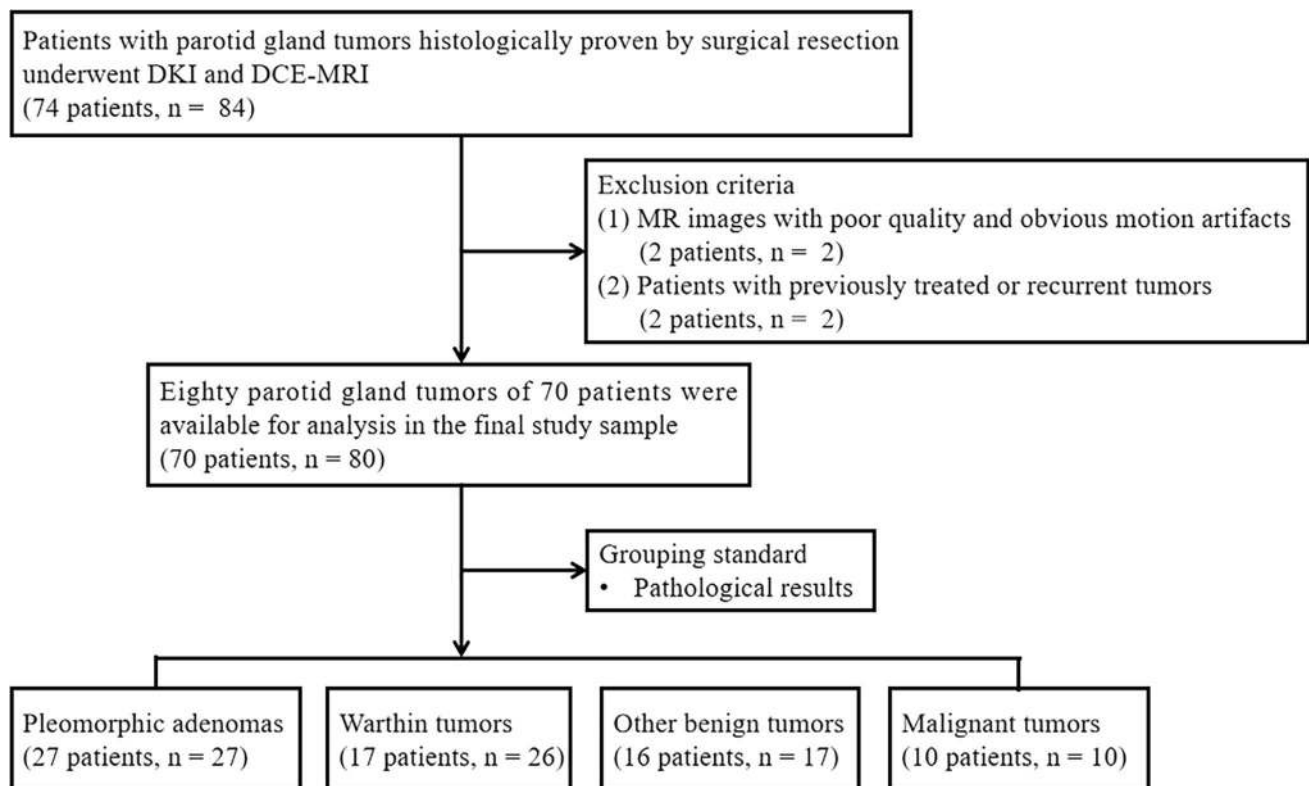 Patients with parotid gland tumors histologically proven by surgical resection
underwent DKI and DCE-MRI
(74 patients, n = 84)
Exclusion criteria
(1) MR images with poor quality and obvious motion artifacts
(2 patients, n = 2)
(2) Patients with previously treated or recurrent tumors
(2 patients, n = 2)
Eighty parotid gland tumors of 70 patients were
available for analysis in the final study sample
(70 patients, n = 80)
Grouping standard
• Pathological results
Pleomorphic adenomas
(27 patients, n = 27)
Warthin tumors
(17 patients, n = 26)
Other benign tumors
(16 patients, n = 17)
Malignant tumors
(10 patients, n = 10)